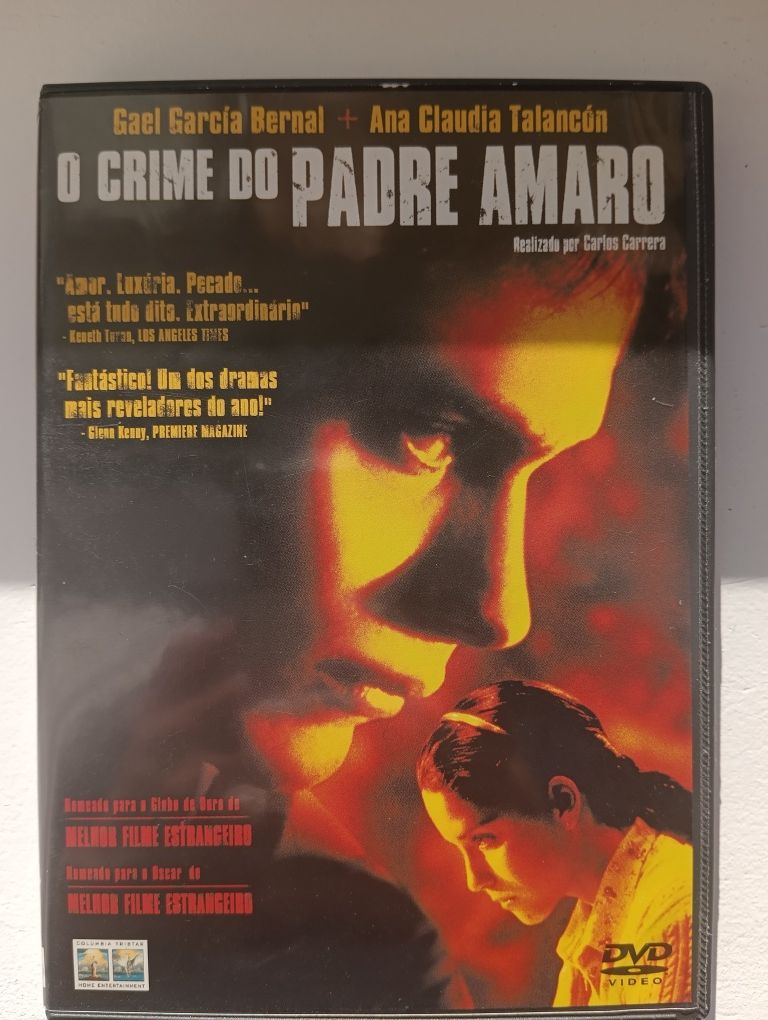 Gael García Bernal + Ana Claudia Talancón
O CRIME DO PADRE AMARO
Realizado por Carlos Carrera
"Amor. Luxúria. Pecado...
está tudo dito. Extraordinário"
- Keneth Turan, LOS ANGELES TIMES
"Fantástico! Um dos dramas
mais reveladores do ano!"
- Glenn Kenny, PREMIERE MAGAZINE
Nomeado para o Globo de Ouro de
MELHOR FILME ESTRANGEIRO
Nomeado para o Oscar de
MELHOR FILME ESTRANGEIRO
COLUMBIA TRISTAR
HOME ENTERTAINMENT
DVD
VIDEO